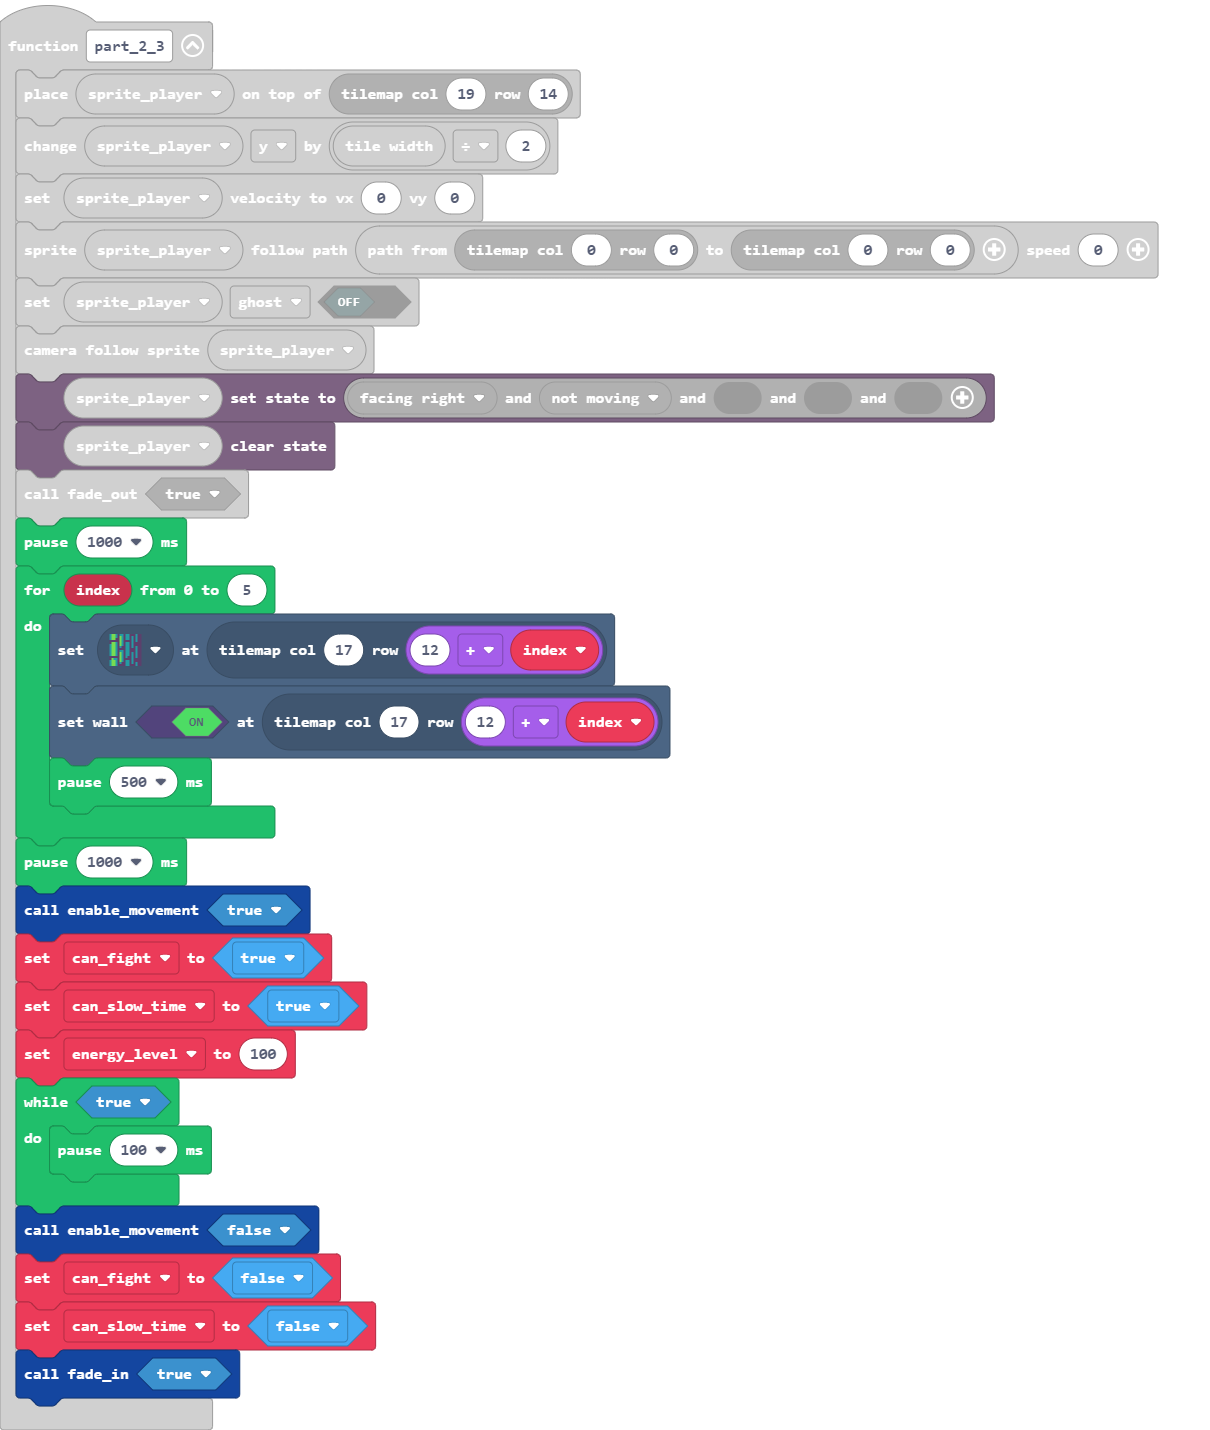 function part_2_3
place sprite_player on top of tilemap col 19 row 14
change sprite_player y by tile width ÷ 2
set sprite_player velocity to vx 0 vy 0
sprite sprite_player follow path path from tilemap col 0 row 0 to tilemap col 0 row 0 speed 0
set sprite_player ghost OFF
camera follow sprite sprite_player
sprite_player set state to facing right and not moving and and and
sprite_player clear state
call fade_out true
pause 1000 ms
for index from 0 to 5
do
set at tilemap col 17 row 12 + index
set wall ON at tilemap col 17 row 12 + index
pause 500 ms
pause 1000 ms
call enable_movement true
set can_fight to true
set can_slow_time to true
set energy_level to 100
while true
do
pause 100 ms
call enable_movement false
set can_fight to false
set can_slow_time to false
call fade_in true